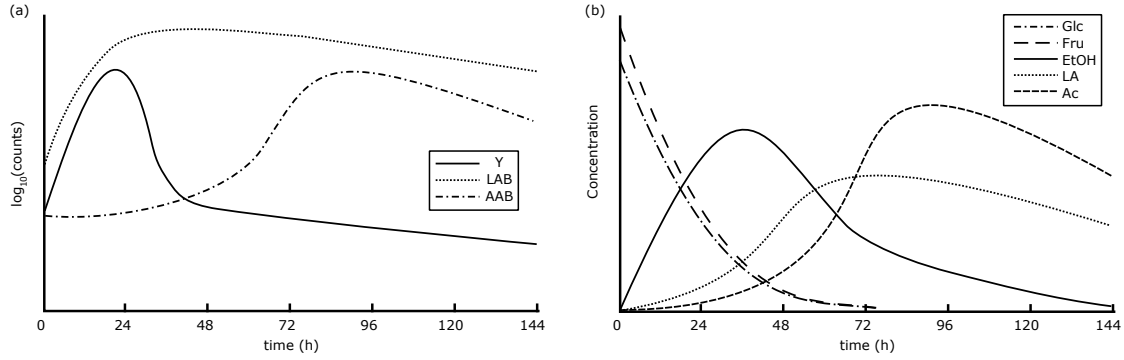 (a)
log10(counts)
Y
LAB
AAB
0 24 48 72 96 120 144
time (h)
(b)
Concentration
Glc
Fru
EtOH
LA
Ac
0 24 48 72 96 120 144
time (h)